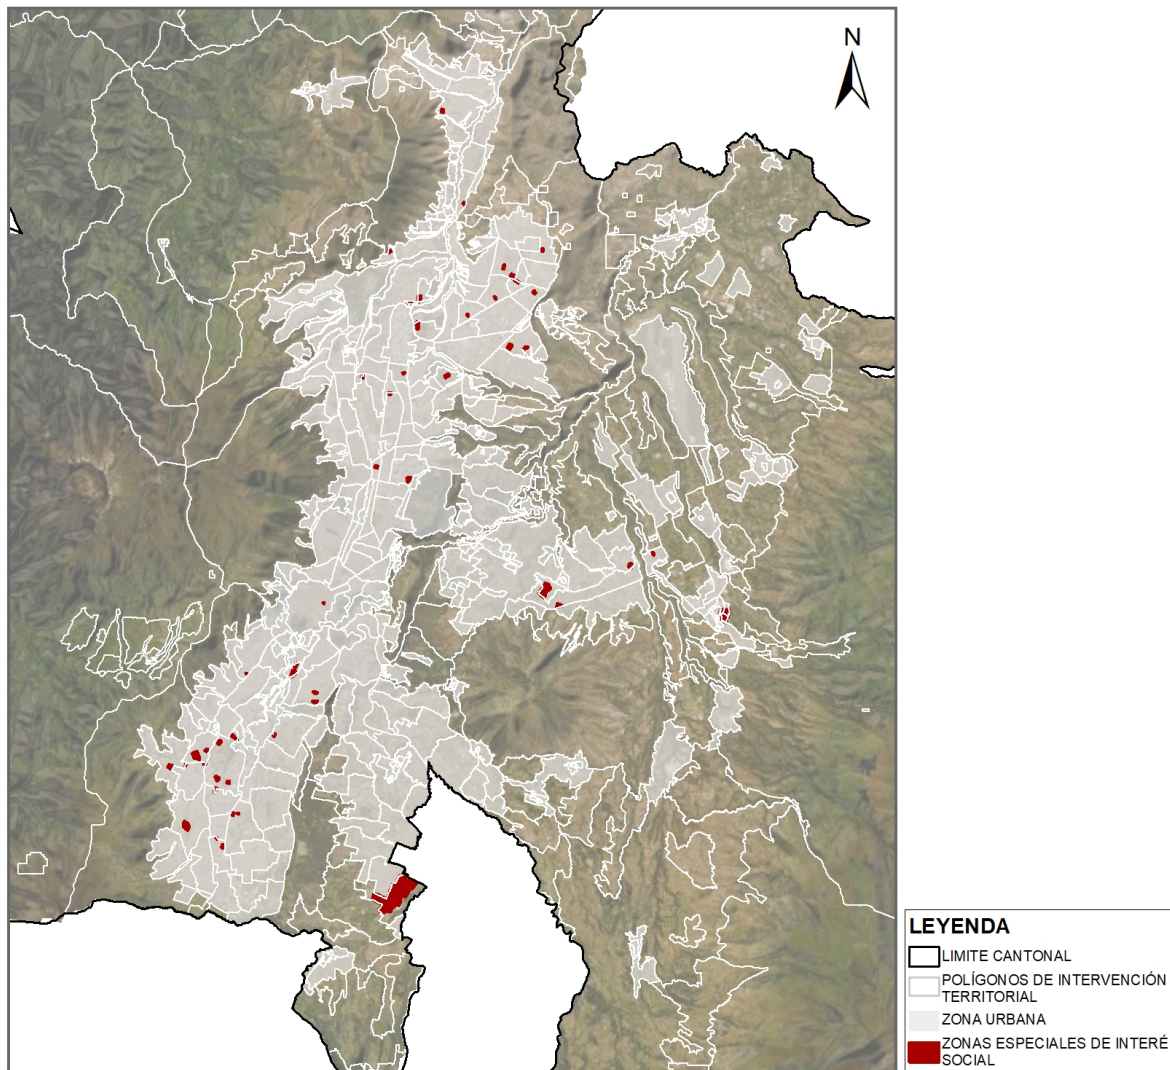 N
LEYENDA
LIMITE CANTONAL
POLÍGONOS DE INTERVENCIÓN
TERRITORIAL
ZONA URBANA
ZONAS ESPECIALES DE INTERÉ
SOCIAL